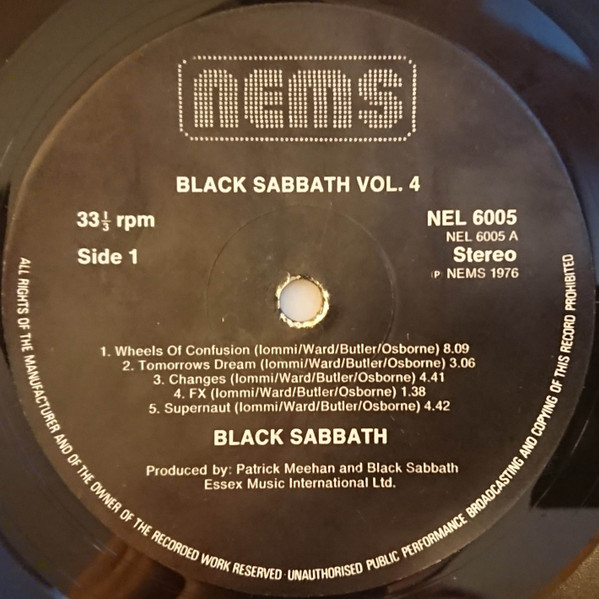 nems
BLACK SABBATH VOL. 4
33⅓ rpm
NEL 6005
NEL 6005 A
Side 1
Stereo
Ⓟ NEMS 1976
1. Wheels Of Confusion (Iommi/Ward/Butler/Osborne) 8.09
2. Tomorrows Dream (Iommi/Ward/Butler/Osborne) 3.06
3. Changes (Iommi/Ward/Butler/Osborne) 4.41
4. FX (Iommi/Ward/Butler/Osborne) 1.38
5. Supernaut (Iommi/Ward/Butler/Osborne) 4.42
BLACK SABBATH
Produced by: Patrick Meehan and Black Sabbath
Essex Music International Ltd.
ALL RIGHTS OF THE MANUFACTURER AND OF THE OWNER OF THE RECORDED WORK RESERVED · UNAUTHORISED PUBLIC PERFORMANCE BROADCASTING AND COPYING OF THIS RECORD PROHIBITED